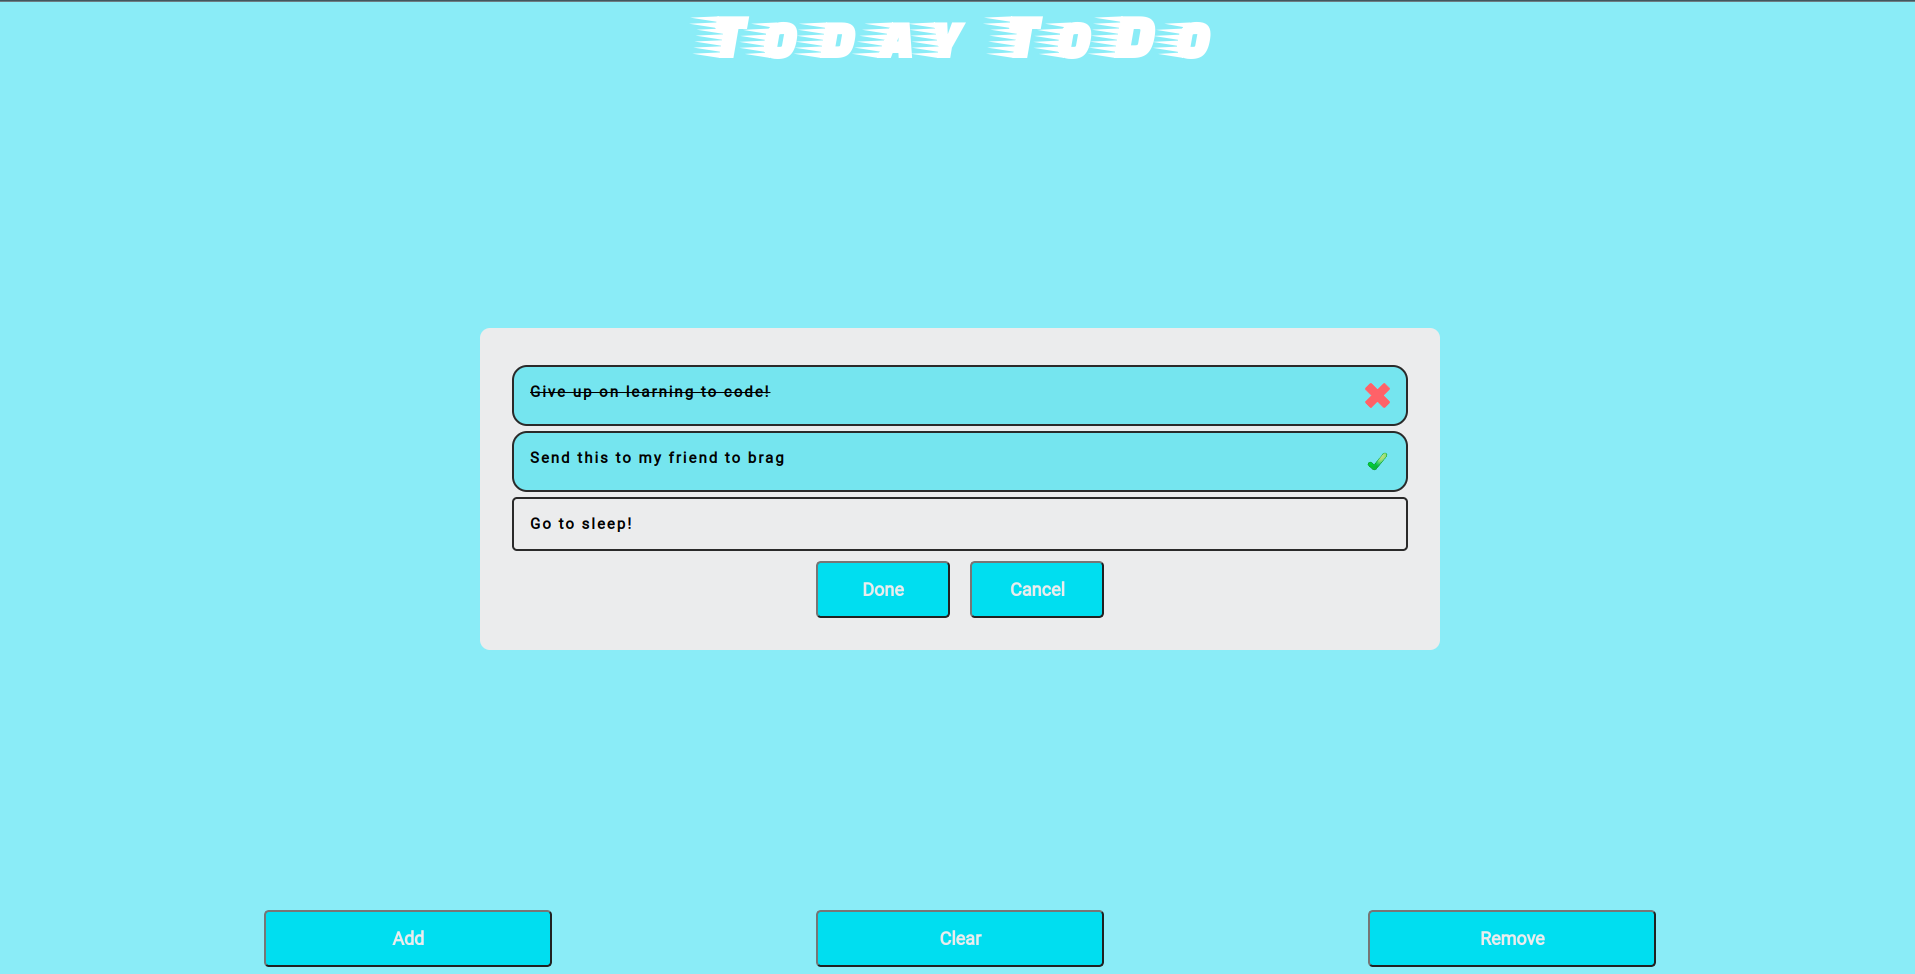 Today ToDo
Give up on learning to code!
Send this to my friend to brag
Go to sleep!
Done
Cancel
Add
Clear
Remove